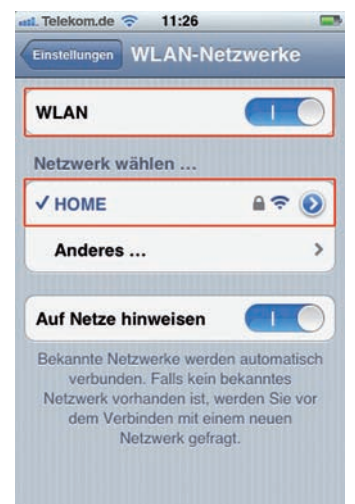 Telekom.de 11:26
Einstellungen WLAN-Netzwerke
WLAN
Netzwerk wählen ...
HOME
Anderes ...
Auf Netze hinweisen
Bekannte Netzwerke werden automatisch
verbunden. Falls kein bekanntes
Netzwerk vorhanden ist, werden Sie vor
dem Verbinden mit einem neuen
Netzwerk gefragt.